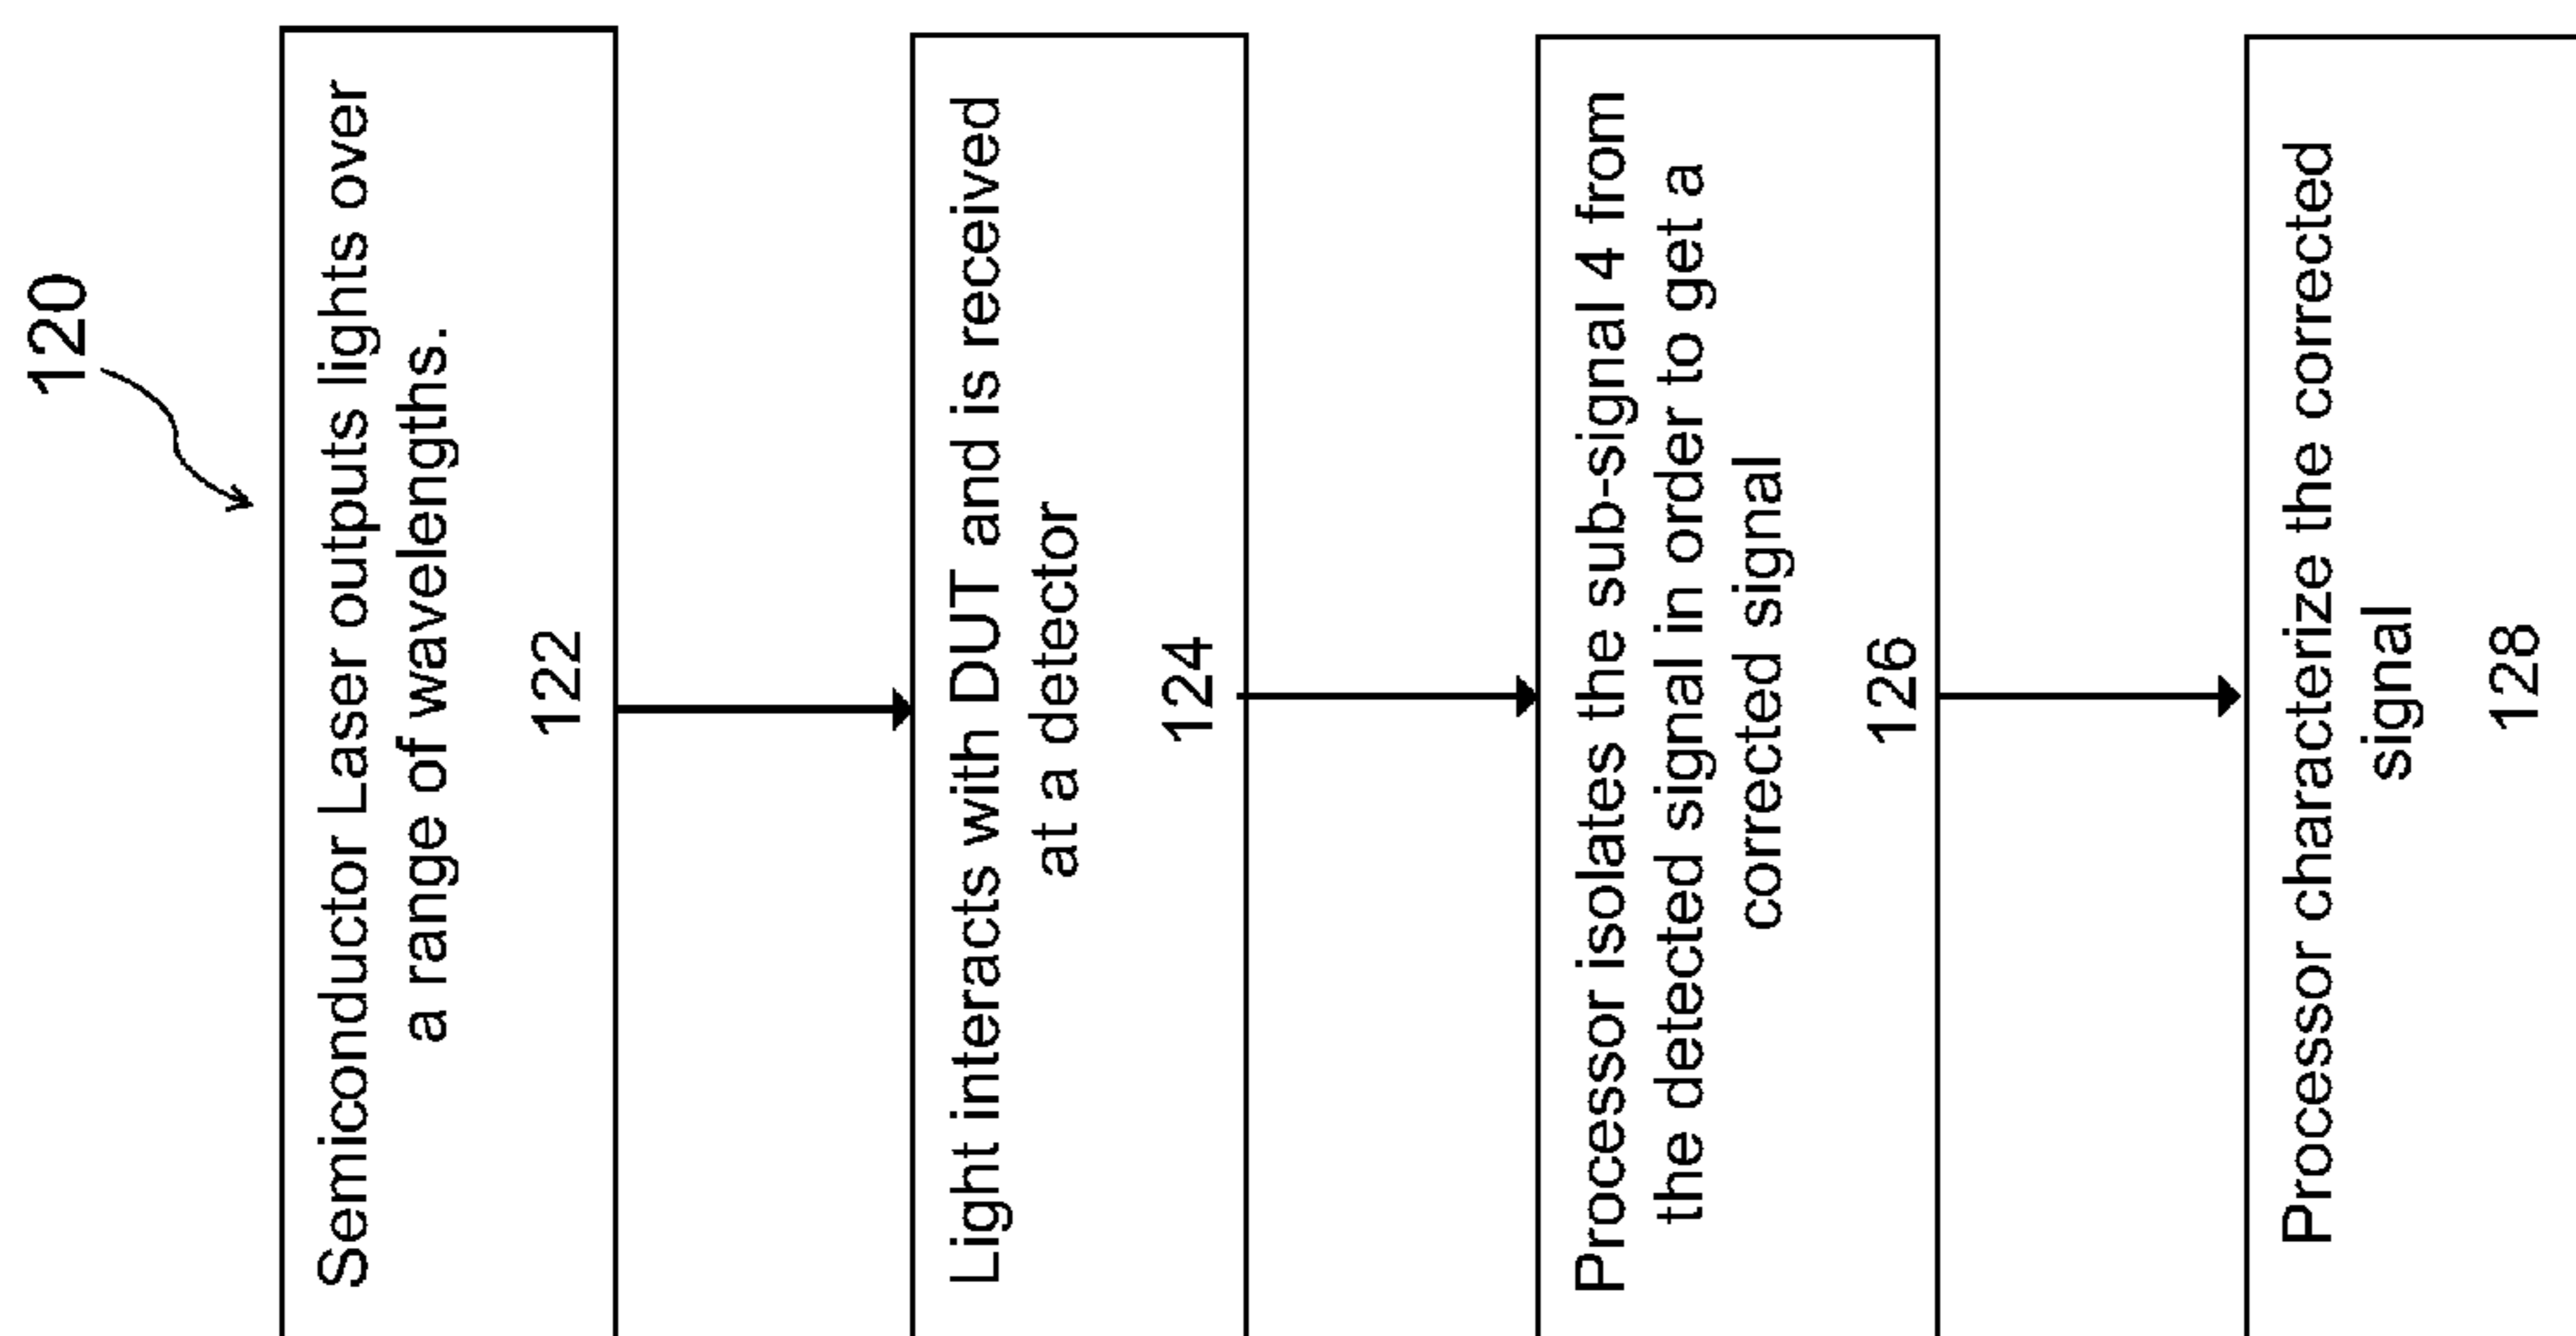 120
Semiconductor Laser outputs lights over
a range of wavelengths.
122
Light interacts with DUT and is received
at a detector
124
Processor isolates the sub-signal 4 from
the detected signal in order to get a
corrected signal
126
Processor characterize the corrected
signal
128